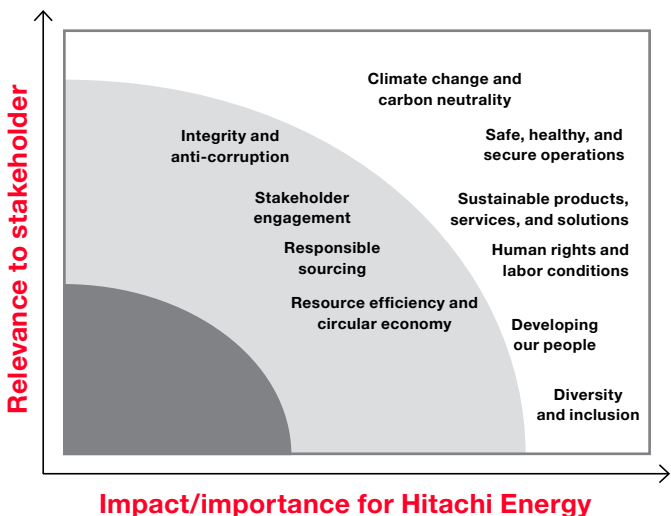 Relevance to stakeholder
Climate change and
carbon neutrality
Integrity and
anti-corruption
Safe, healthy, and
secure operations
Stakeholder
engagement
Sustainable products,
services, and solutions
Responsible
sourcing
Human rights and
labor conditions
Resource efficiency and
circular economy
Developing
our people
Diversity
and inclusion
Impact/importance for Hitachi Energy